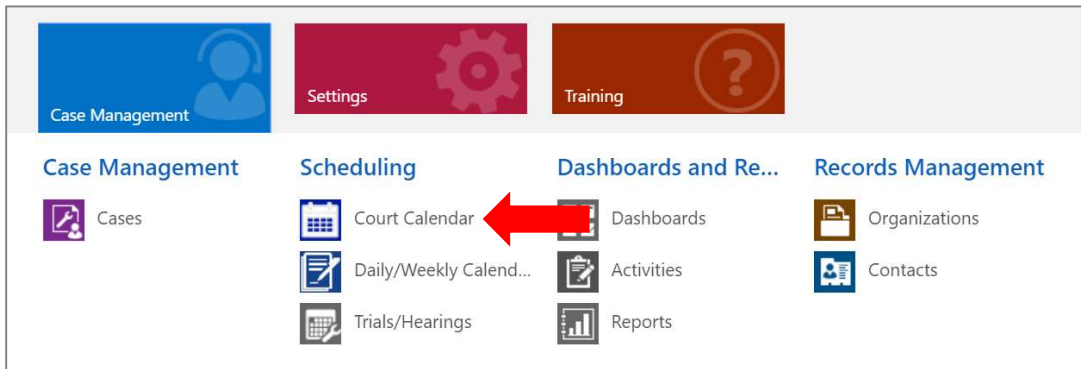 Case Management
Settings
Training
?
Case Management
Scheduling
Dashboards and Re...
Records Management
Cases
Court Calendar
Dashboards
Organizations
Daily/Weekly Calend...
Activities
Contacts
Trials/Hearings
Reports